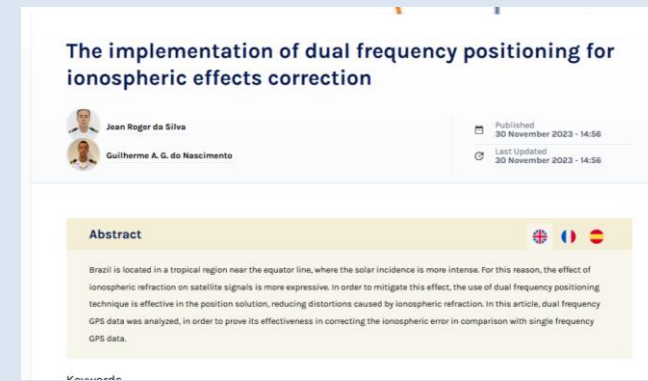 The implementation of dual frequency positioning for
ionospheric effects correction
Jean Roger da Silva
Guilherme A. G. do Nascimento
Published
30 November 2023 - 14:56
Last Updated
30 November 2023 - 14:56
Abstract
Brazil is located in a tropical region near the equator line, where the solar incidence is more intense. For this reason, the effect of
ionospheric refraction on satellite signals is more expressive. In order to mitigate this effect, the use of dual frequency positioning
technique is effective in the position solution, reducing distortions caused by ionospheric refraction. In this article, dual frequency
GPS data was analyzed, in order to prove its effectiveness in correcting the ionospheric error in comparison with single frequency
GPS data.
Keywords